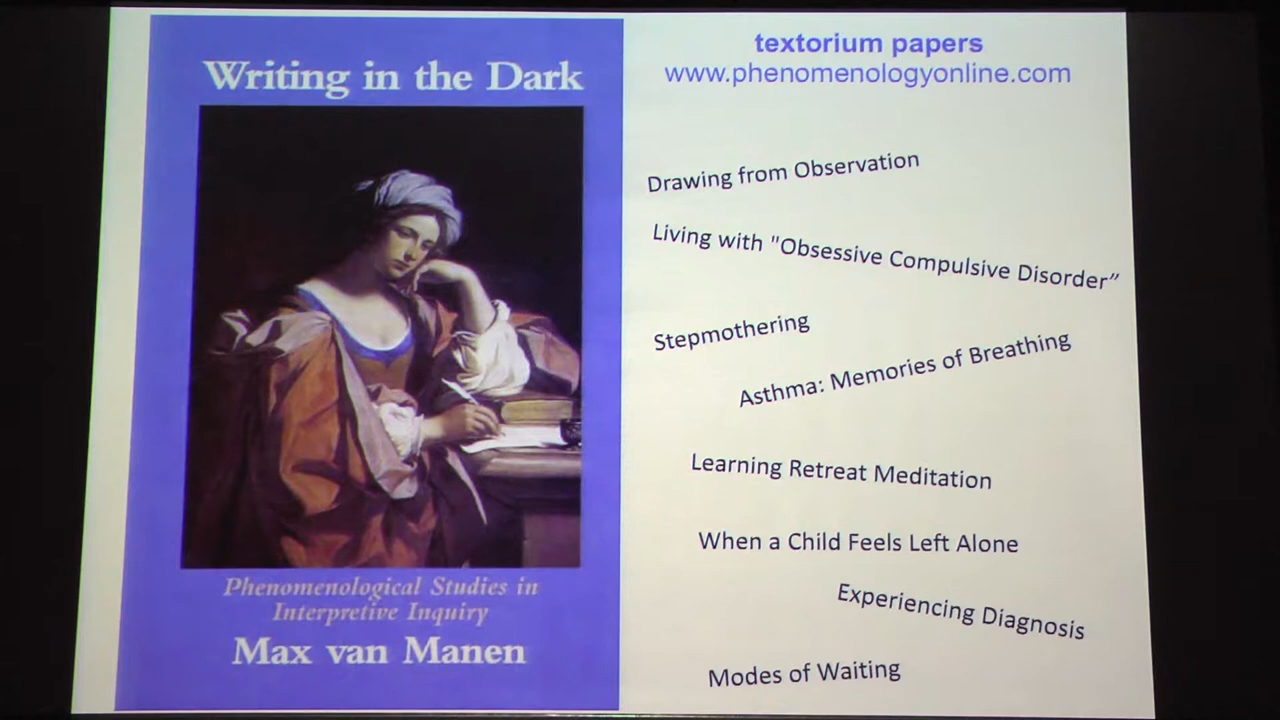 Writing in the Dark
Phenomenological Studies in
Interpretive Inquiry
Max van Manen
textorium papers
www.phenomenologyonline.com
Drawing from Observation
Living with "Obsessive Compulsive Disorder”
Stepmothering
Asthma: Memories of Breathing
Learning Retreat Meditation
When a Child Feels Left Alone
Experiencing Diagnosis
Modes of Waiting